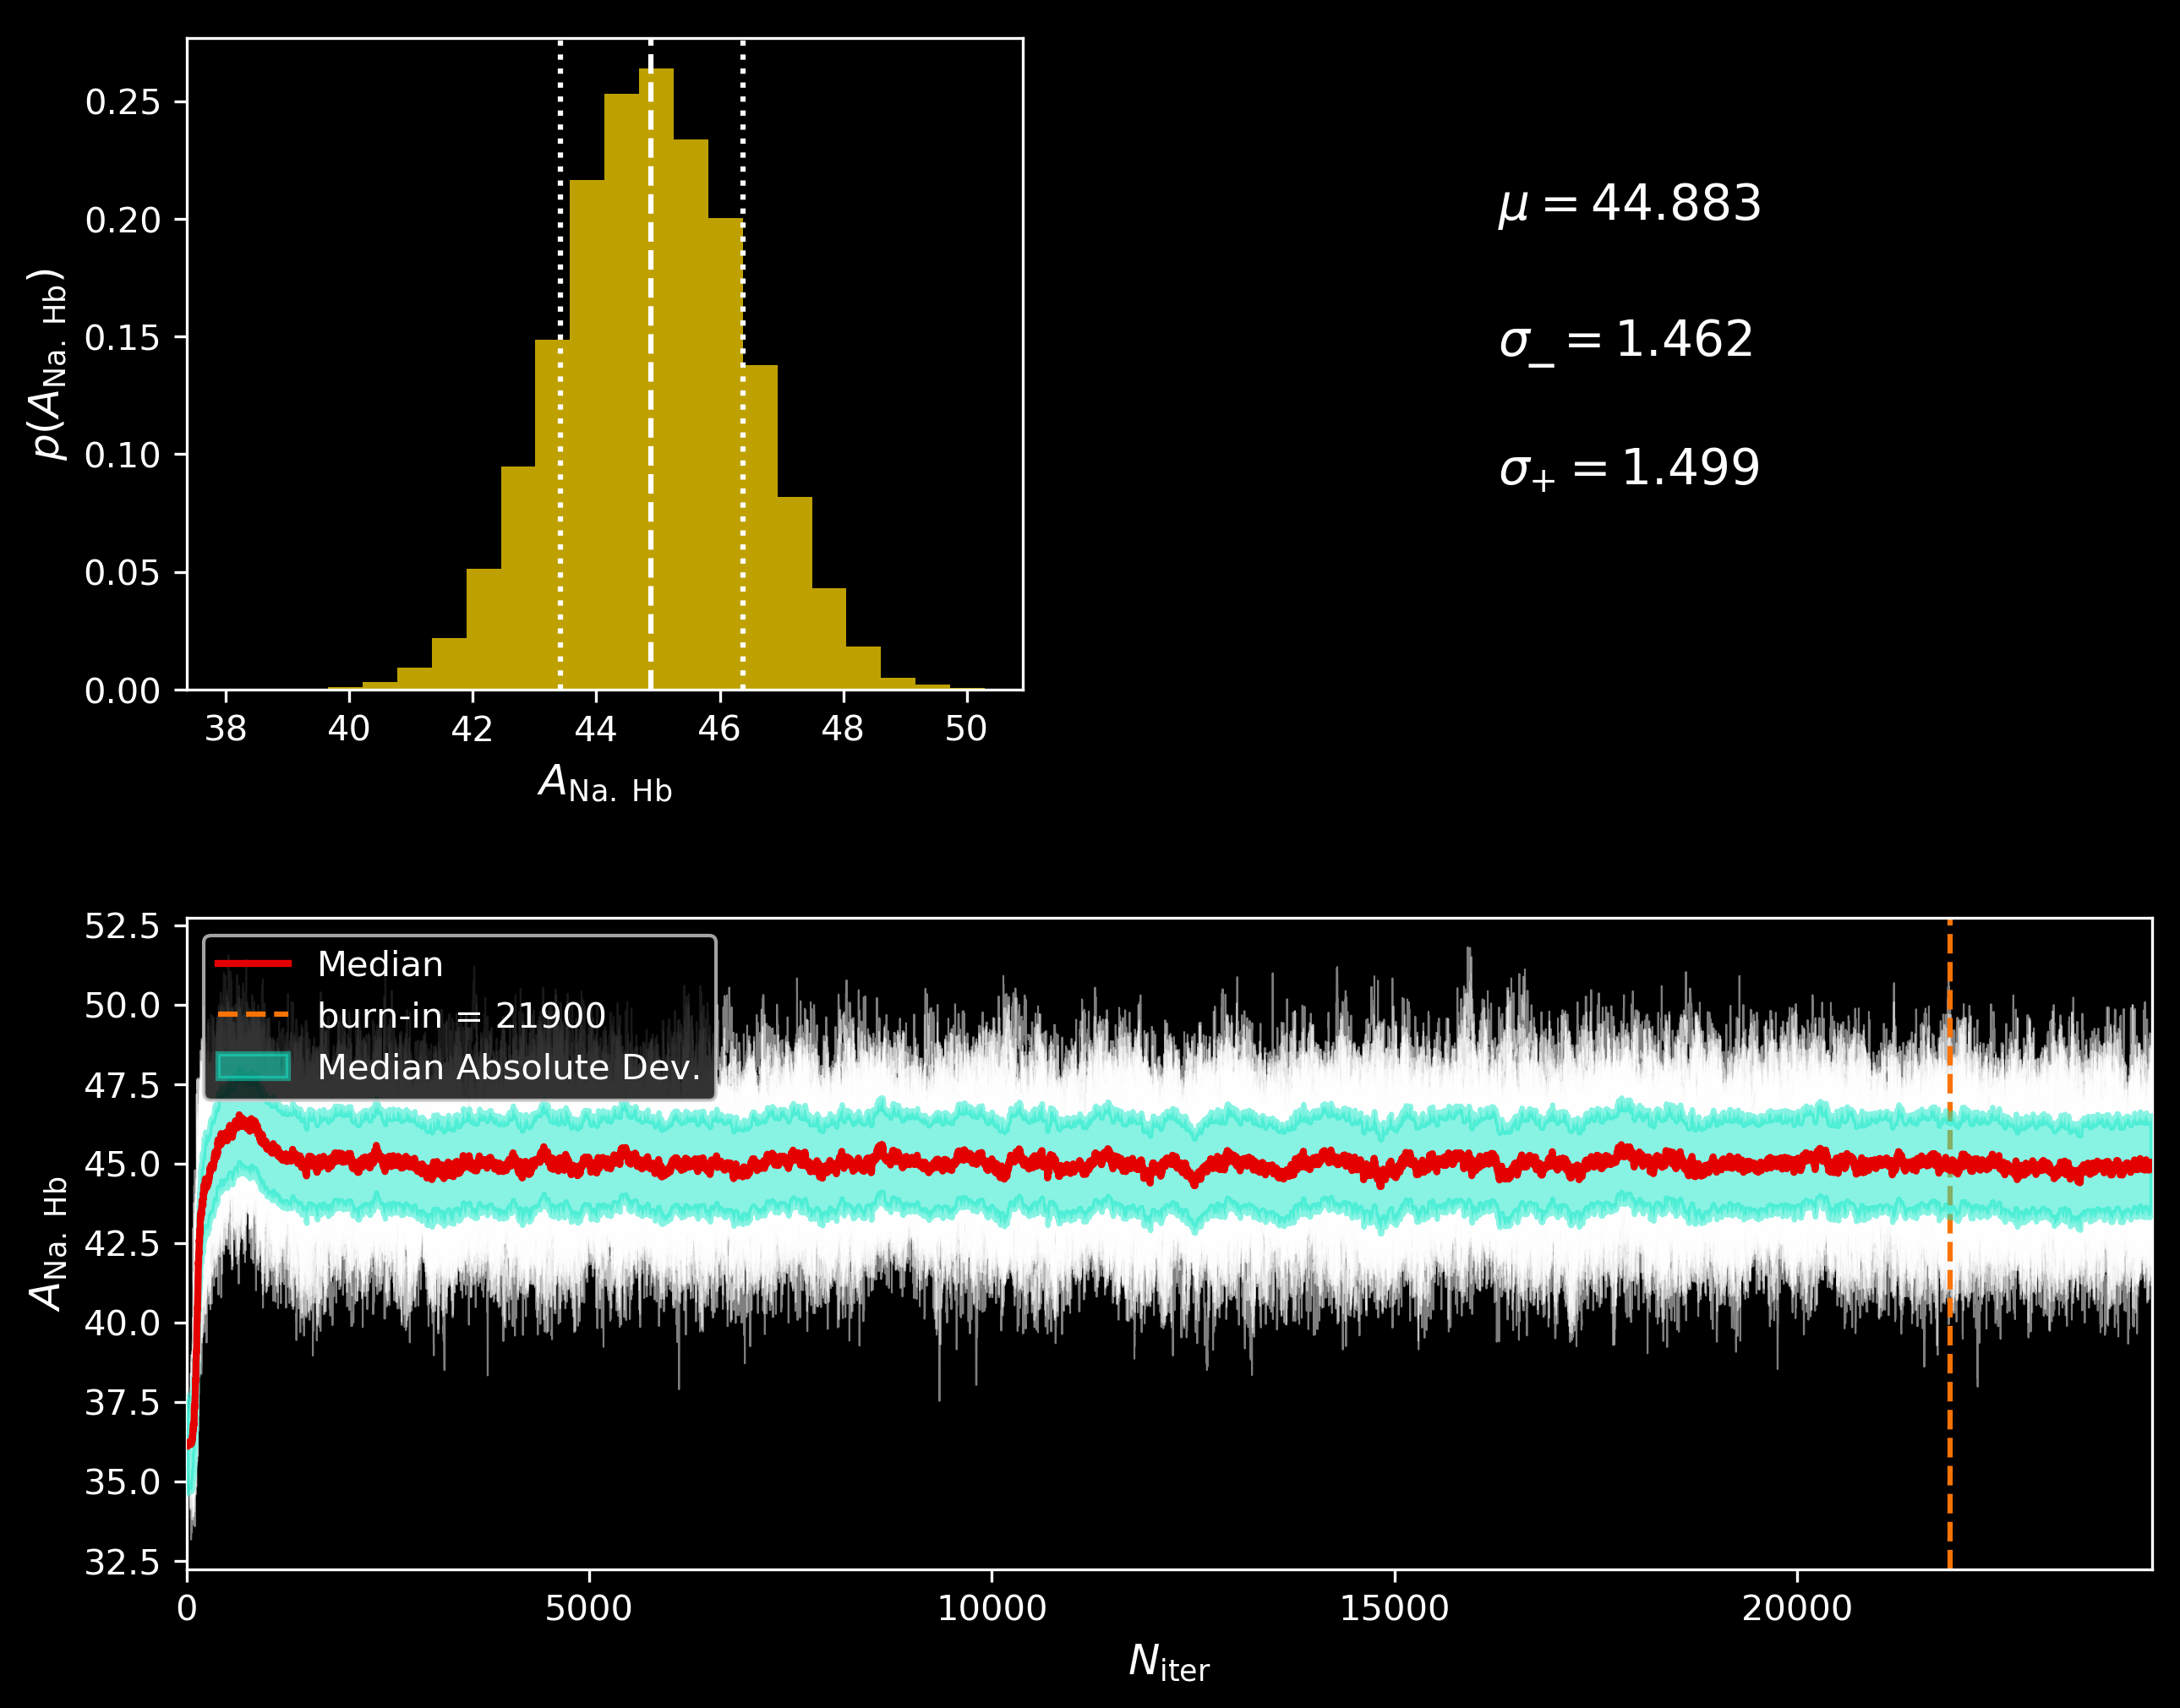 0.25
0.20
0.15
0.10
0.05
0.00
p(A_Na. Hb)
38 40 42 44 46 48 50
A_Na. Hb
μ = 44.883
σ_− = 1.462
σ_+ = 1.499
52.5
50.0
47.5
45.0
42.5
40.0
37.5
35.0
32.5
A_Na. Hb
Median
burn-in = 21900
Median Absolute Dev.
0 5000 10000 15000 20000
N_iter